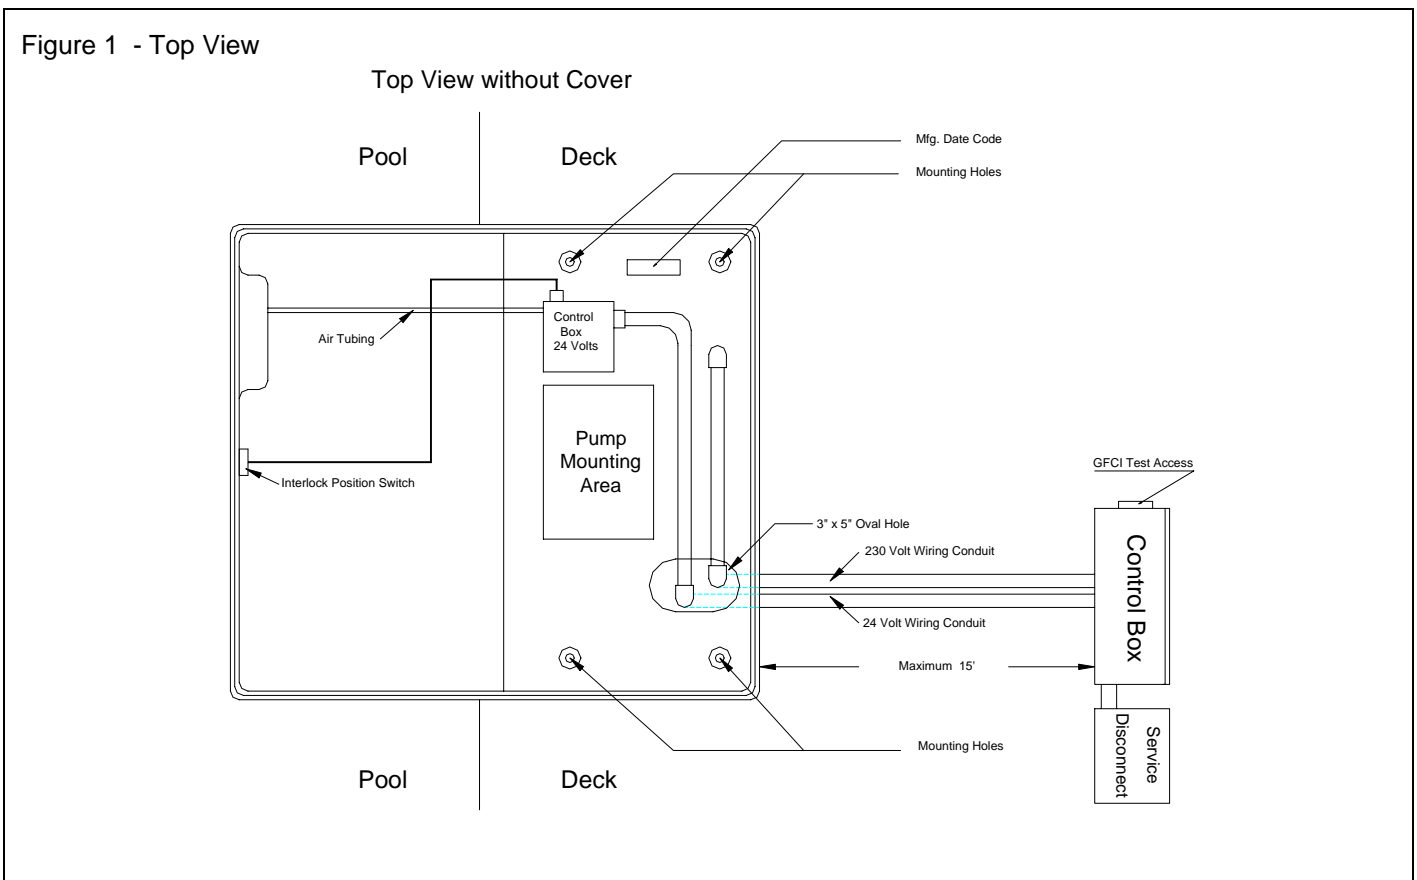 Figure 1  - Top View
Top View without Cover
Pool
Deck
Mfg. Date Code
Mounting Holes
Control
Box
24 Volts
Air Tubing
Pump
Mounting
Area
Interlock Position Switch
GFCI Test Access
3" x 5" Oval Hole
230 Volt Wiring Conduit
Control Box
24 Volt Wiring Conduit
Maximum  15'
Service
Disconnect
Mounting Holes
Pool
Deck